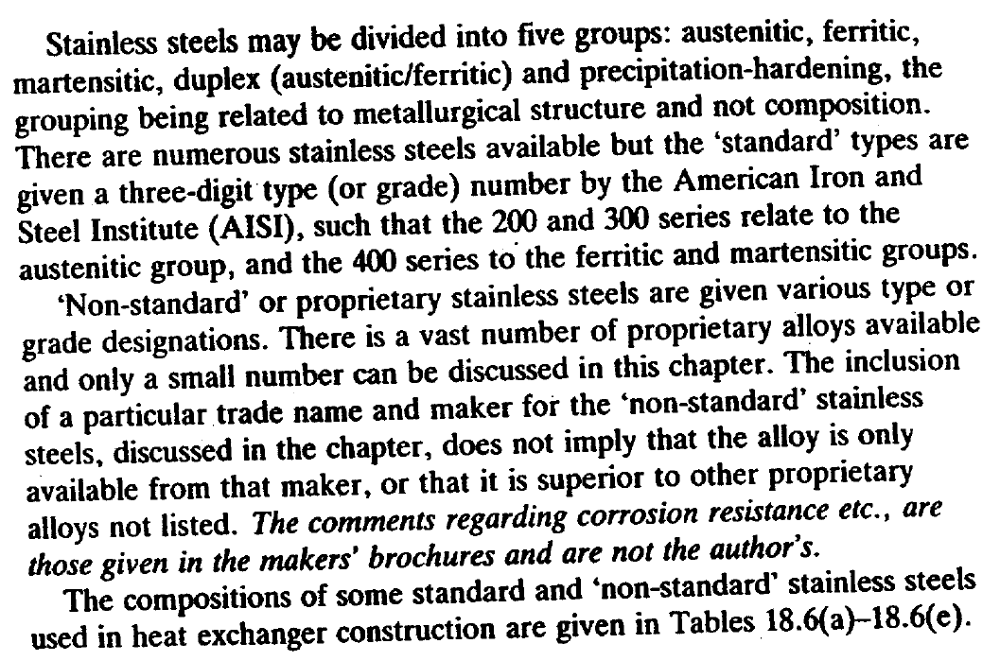 Stainless steels may be divided into five groups: austenitic, ferritic,
martensitic, duplex (austenitic/ferritic) and precipitation-hardening, the
grouping being related to metallurgical structure and not composition.
There are numerous stainless steels available but the ‘standard’ types are
given a three-digit type (or grade) number by the American Iron and
Steel Institute (AISI), such that the 200 and 300 series relate to the
austenitic group, and the 400 series to the ferritic and martensitic groups.
‘Non-standard’ or proprietary stainless steels are given various type or
grade designations. There is a vast number of proprietary alloys available
and only a small number can be discussed in this chapter. The inclusion
of a particular trade name and maker for the ‘non-standard’ stainless
steels, discussed in the chapter, does not imply that the alloy is only
available from that maker, or that it is superior to other proprietary
alloys not listed. The comments regarding corrosion resistance etc., are
those given in the makers' brochures and are not the author's.
The compositions of some standard and ‘non-standard’ stainless steels
used in heat exchanger construction are given in Tables 18.6(a)–18.6(e).